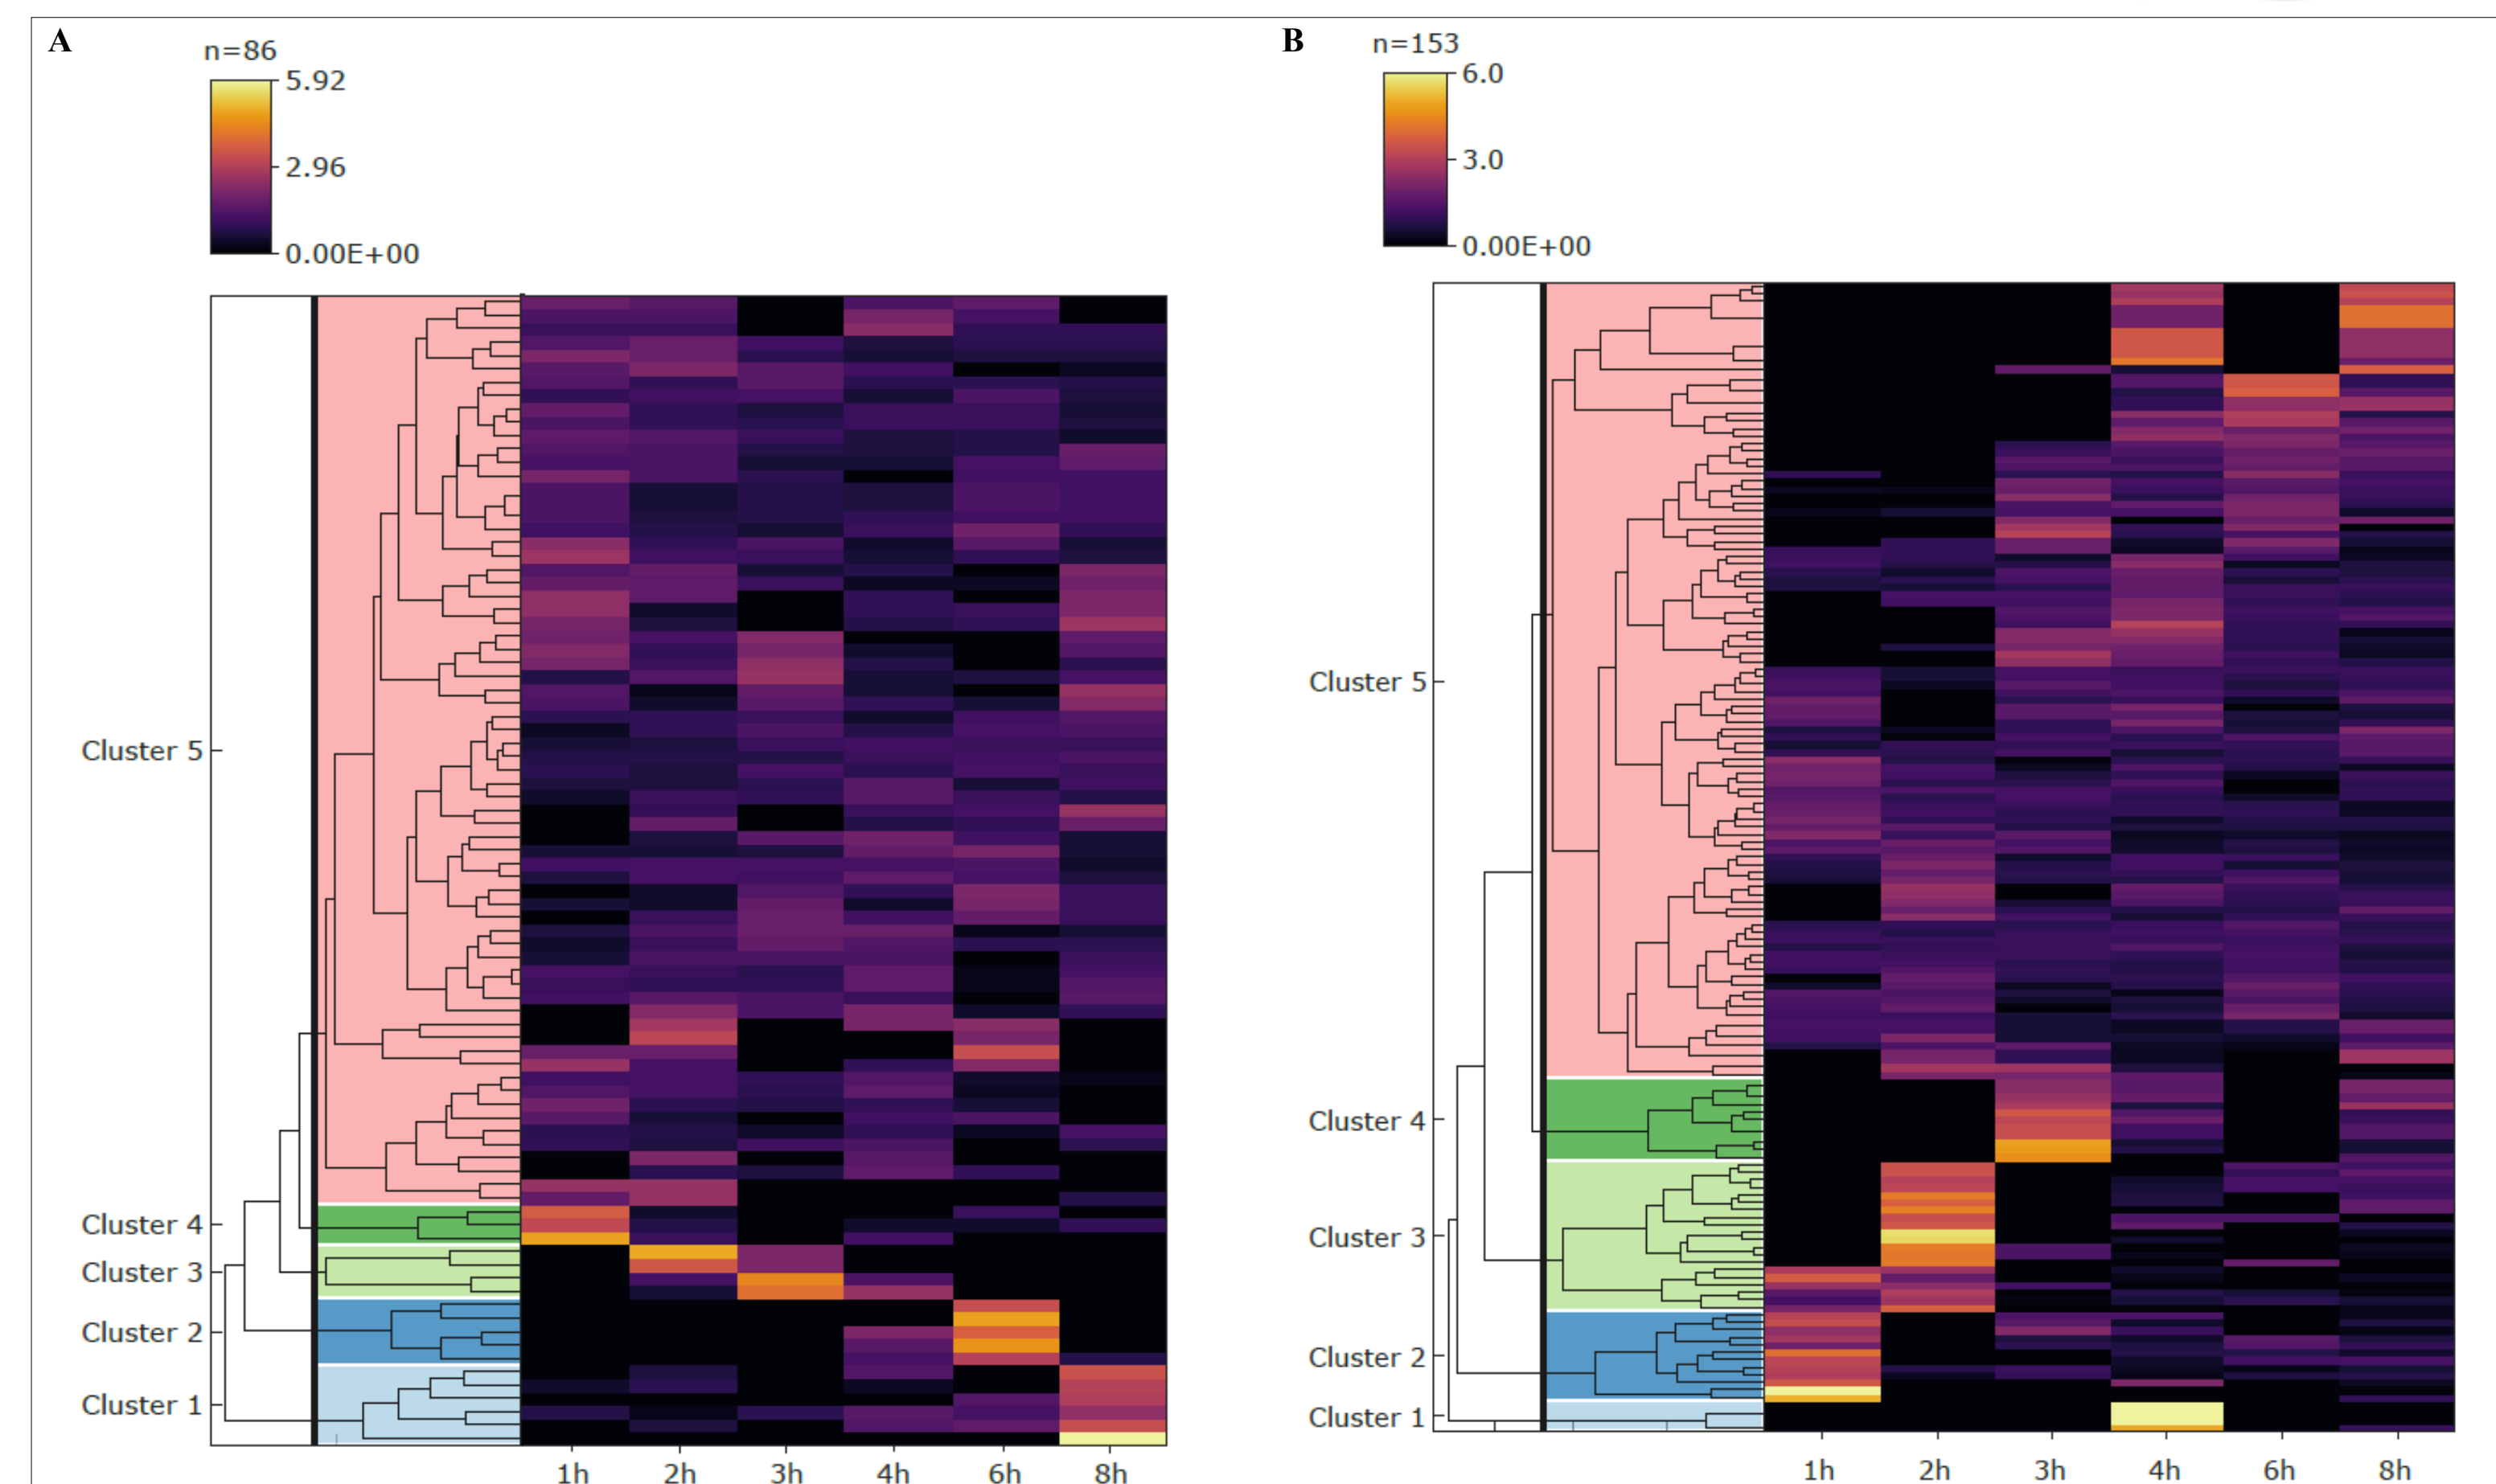 A
n=86
5.92
2.96
0.00E+00
Cluster 5
Cluster 4
Cluster 3
Cluster 2
Cluster 1
1h 2h 3h 4h 6h 8h
B
n=153
6.0
3.0
0.00E+00
Cluster 5
Cluster 4
Cluster 3
Cluster 2
Cluster 1
1h 2h 3h 4h 6h 8h